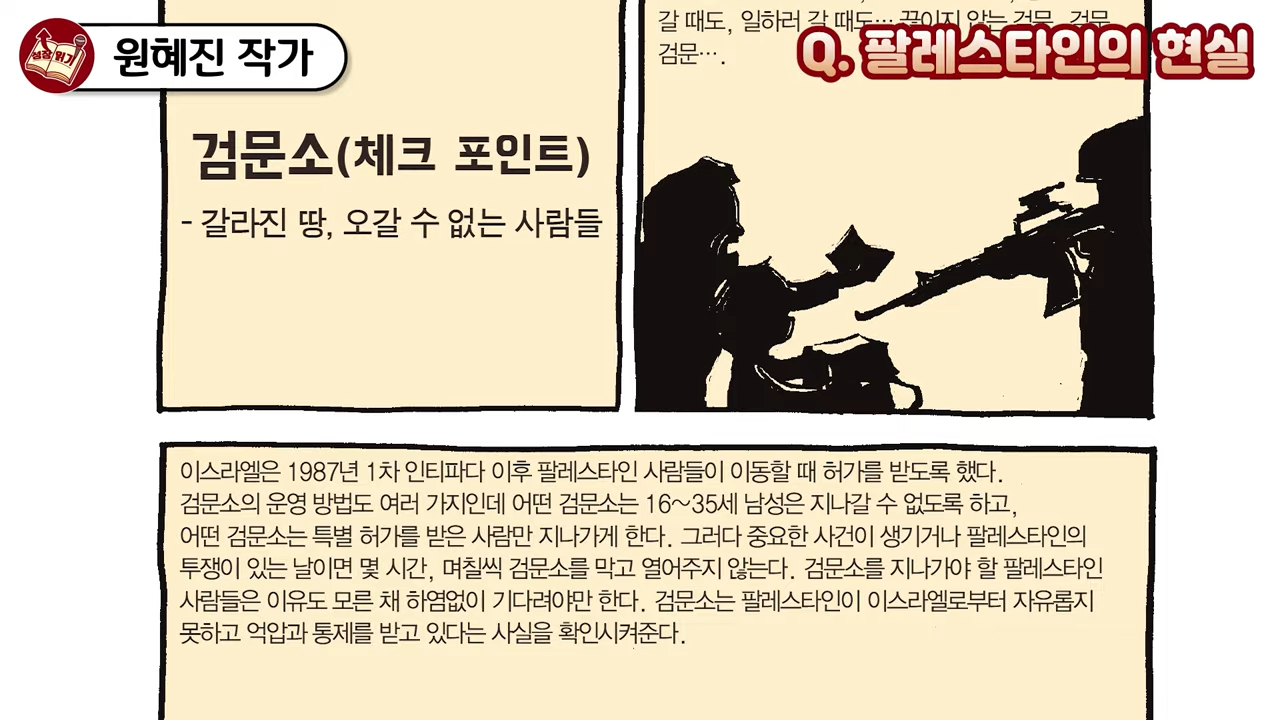 원혜진 작가
성장 읽기
Q. 팔레스타인의 현실
갈 때도, 일하러 갈 때도… 끊이지 않는 검문, 검문
검문….
검문소(체크 포인트)
- 갈라진 땅, 오갈 수 없는 사람들
이스라엘은 1987년 1차 인티파다 이후 팔레스타인 사람들이 이동할 때 허가를 받도록 했다.
검문소의 운영 방법도 여러 가지인데 어떤 검문소는 16~35세 남성은 지나갈 수 없도록 하고,
어떤 검문소는 특별 허가를 받은 사람만 지나가게 한다. 그러다 중요한 사건이 생기거나 팔레스타인의
투쟁이 있는 날이면 몇 시간, 며칠씩 검문소를 막고 열어주지 않는다. 검문소를 지나가야 할 팔레스타인
사람들은 이유도 모른 채 하염없이 기다려야만 한다. 검문소는 팔레스타인이 이스라엘로부터 자유롭지
못하고 억압과 통제를 받고 있다는 사실을 확인시켜준다.